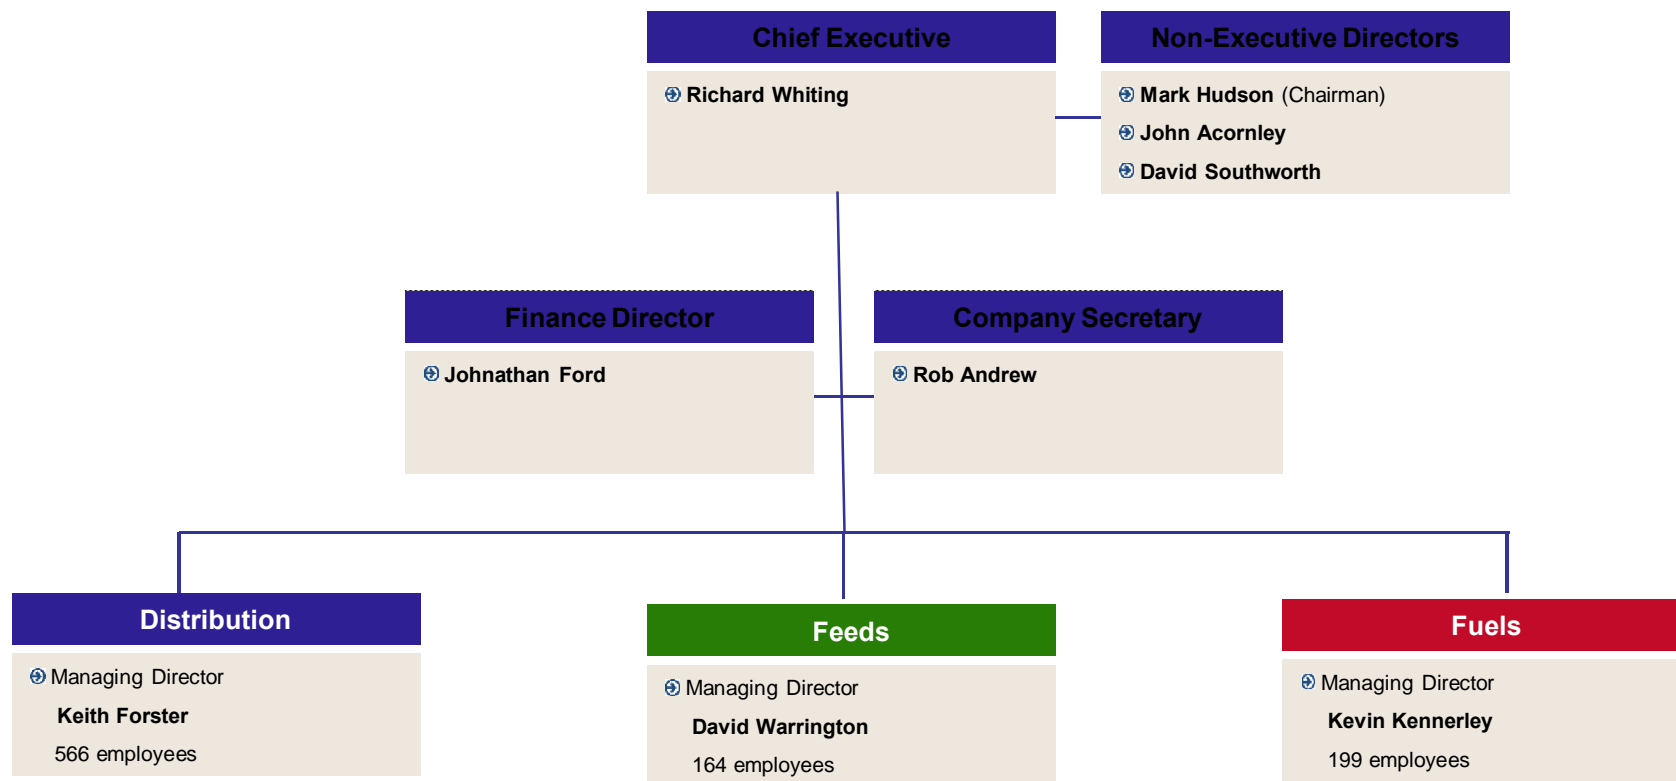 Chief Executive
Richard Whiting
Non-Executive Directors
Mark Hudson (Chairman)
John Acornley
David Southworth
Finance Director
Johnathan Ford
Company Secretary
Rob Andrew
Distribution
Managing Director
Keith Forster
566 employees
Feeds
Managing Director
David Warrington
164 employees
Fuels
Managing Director
Kevin Kennerley
199 employees